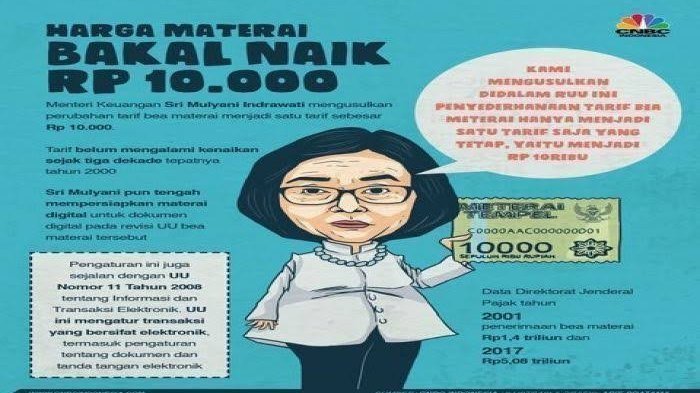 HARGA MATERAI
BAKAL NAIK
RP 10.000
CNBC
INDONESIA
Menteri Keuangan Sri Mulyani Indrawati mengusulkan
perubahan tarif bea materai menjadi satu tarif sebesar
Rp 10.000.
Tarif belum mengalami kenaikan
sejak tiga dekade tepatnya
tahun 2000
Sri Mulyani pun tengah
mempersiapkan materai
digital untuk dokumen
digital pada revisi UU bea
materai tersebut
Pengaturan ini juga
sejalan dengan UU
Nomor 11 Tahun 2008
tentang Informasi dan
Transaksi Elektronik. UU
ini mengatur transaksi
yang bersifat elektronik,
termasuk pengaturan
tentang dokumen dan
tanda tangan elektronik
KAMI
MENGUSULKAN
DIDALAM RUU INI
PENYEDERHANAAN TARIF BEA
MATERAI HANYA MENJADI
SATU TARIF SAJA YANG
TETAP, YAITU MENJADI
RP 10RIBU
METERAI
TEMPEL
10000
SEPULUH RIBU RUPIAH
Data Direktorat Jenderal
Pajak tahun
2001
penerimaan bea materai
Rp1,4 triliun dan
2017
Rp5,08 triliun